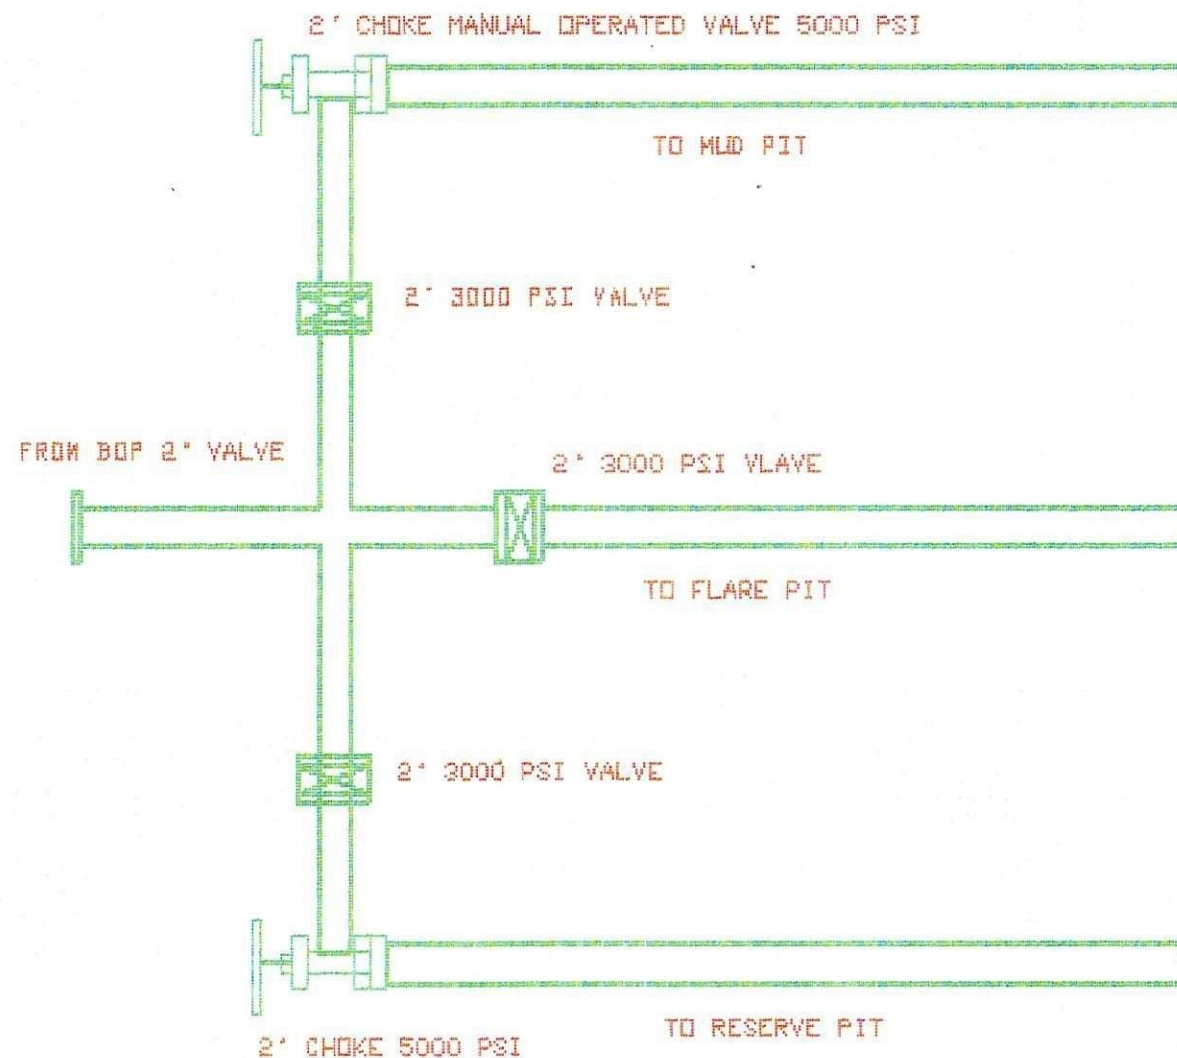 2" CHOKE MANUAL OPERATED VALVE 5000 PSI
TO MUD PIT
2" 3000 PSI VALVE
FROM BOP 2" VALVE
2" 3000 PSI VLAVE
TO FLARE PIT
2" 3000 PSI VALVE
TO RESERVE PIT
2" CHOKE 5000 PSI